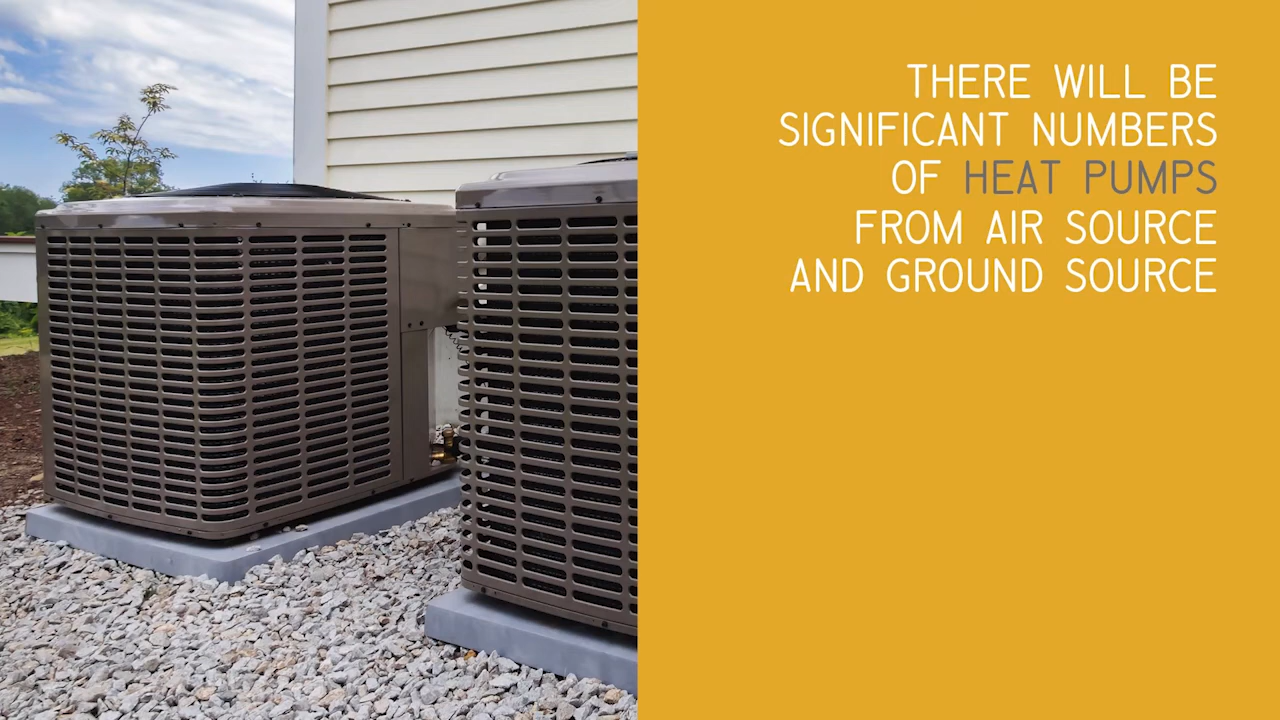 THERE WILL BE
SIGNIFICANT NUMBERS
OF HEAT PUMPS
FROM AIR SOURCE
AND GROUND SOURCE